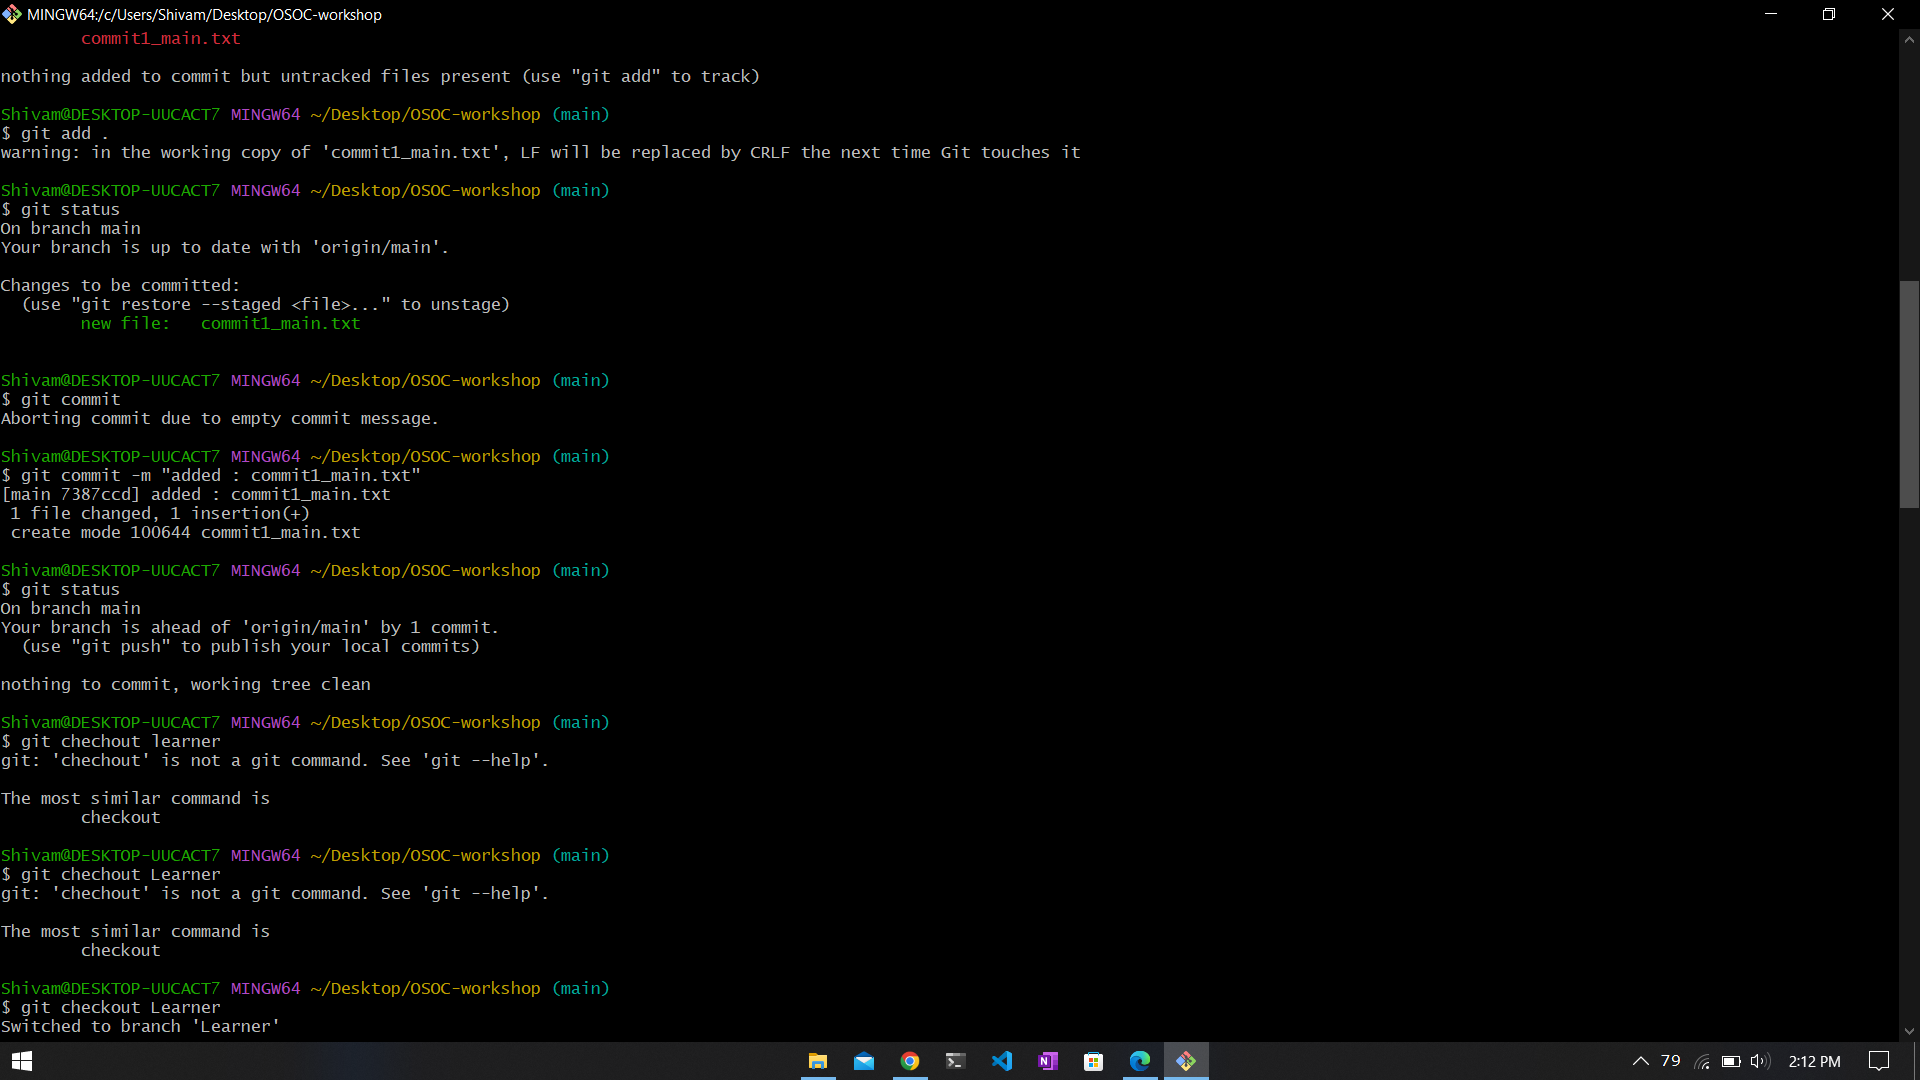 MINGW64:/c/Users/Shivam/Desktop/OSOC-workshop
        commit1_main.txt
nothing added to commit but untracked files present (use "git add" to track)
Shivam@DESKTOP-UUCACT7 MINGW64 ~/Desktop/OSOC-workshop (main)
$ git add .
warning: in the working copy of 'commit1_main.txt', LF will be replaced by CRLF the next time Git touches it
Shivam@DESKTOP-UUCACT7 MINGW64 ~/Desktop/OSOC-workshop (main)
$ git status
On branch main
Your branch is up to date with 'origin/main'.
Changes to be committed:
  (use "git restore --staged <file>..." to unstage)
        new file:   commit1_main.txt
Shivam@DESKTOP-UUCACT7 MINGW64 ~/Desktop/OSOC-workshop (main)
$ git commit
Aborting commit due to empty commit message.
Shivam@DESKTOP-UUCACT7 MINGW64 ~/Desktop/OSOC-workshop (main)
$ git commit -m "added : commit1_main.txt"
[main 7387ccd] added : commit1_main.txt
 1 file changed, 1 insertion(+)
 create mode 100644 commit1_main.txt
Shivam@DESKTOP-UUCACT7 MINGW64 ~/Desktop/OSOC-workshop (main)
$ git status
On branch main
Your branch is ahead of 'origin/main' by 1 commit.
  (use "git push" to publish your local commits)
nothing to commit, working tree clean
Shivam@DESKTOP-UUCACT7 MINGW64 ~/Desktop/OSOC-workshop (main)
$ git chechout learner
git: 'chechout' is not a git command. See 'git --help'.
The most similar command is
        checkout
Shivam@DESKTOP-UUCACT7 MINGW64 ~/Desktop/OSOC-workshop (main)
$ git chechout Learner
git: 'chechout' is not a git command. See 'git --help'.
The most similar command is
        checkout
Shivam@DESKTOP-UUCACT7 MINGW64 ~/Desktop/OSOC-workshop (main)
$ git checkout Learner
Switched to branch 'Learner'
79 2:12 PM